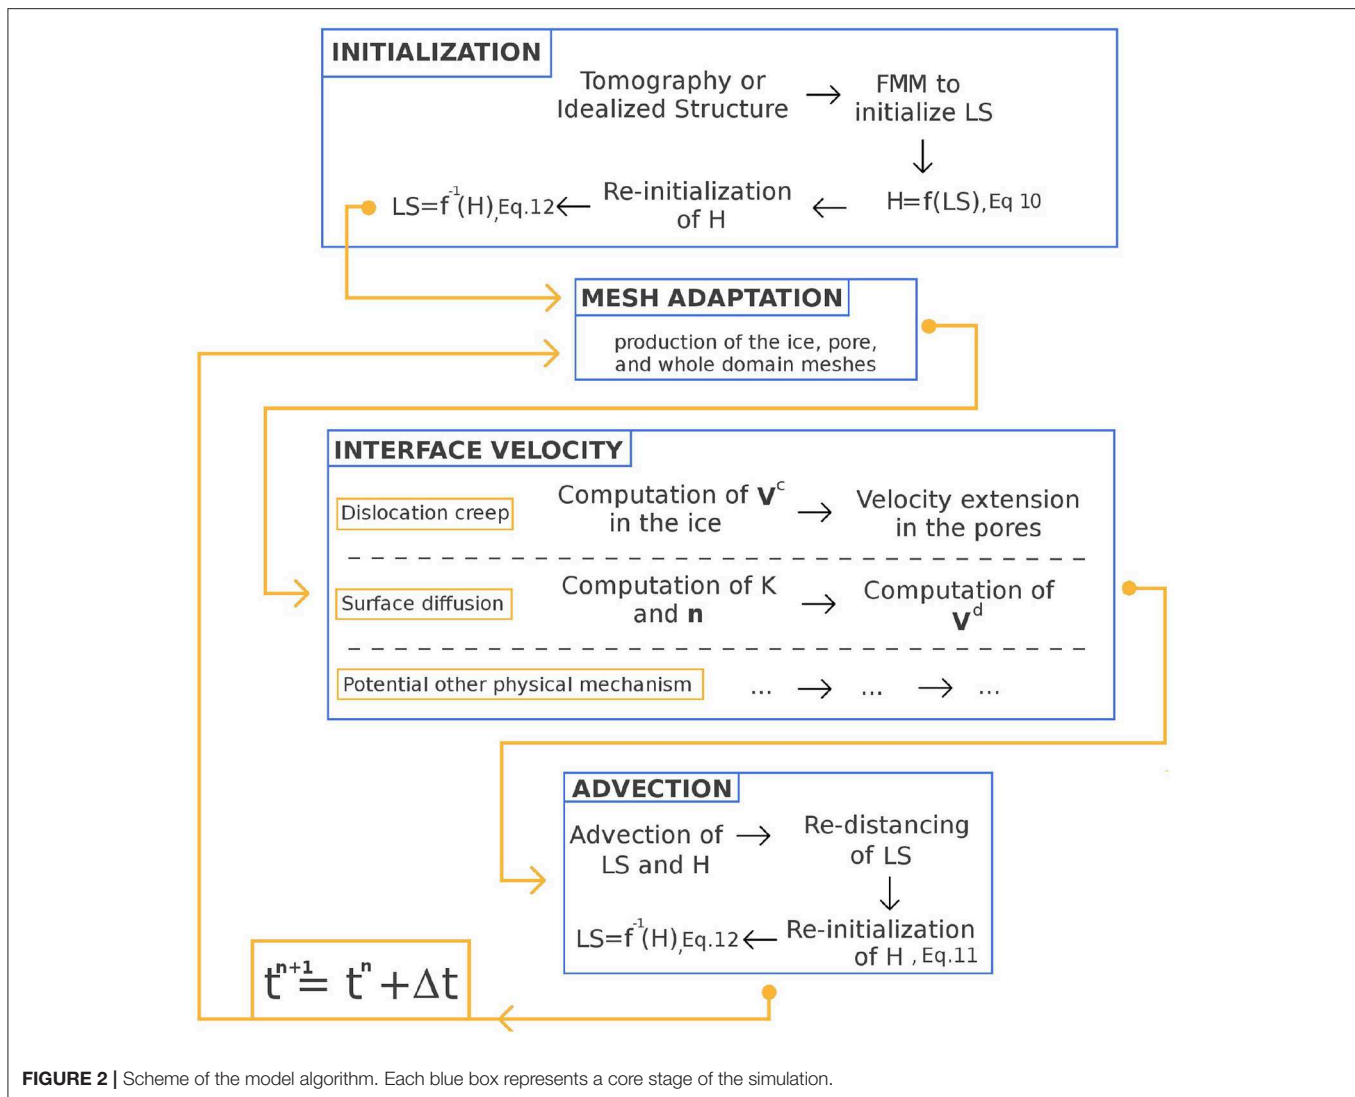 INITIALIZATION
Tomography or
Idealized Structure
→
FMM to
initialize LS
↓
H=f(LS), Eq 10
←
Re-initialization
of H
←
LS=f⁻¹(H), Eq.12
MESH ADAPTATION
production of the ice, pore,
and whole domain meshes
INTERFACE VELOCITY
Dislocation creep
Computation of Vᶜ
in the ice
→
Velocity extension
in the pores
Surface diffusion
Computation of K
and n
→
Computation of
Vᵈ
Potential other physical mechanism
... → ... → ...
ADVECTION
Advection of
LS and H
→
Re-distancing
of LS
↓
Re-initialization
of H , Eq.11
←
LS=f⁻¹(H), Eq.12
tⁿ⁺¹= tⁿ+Δt
FIGURE 2 | Scheme of the model algorithm. Each blue box represents a core stage of the simulation.